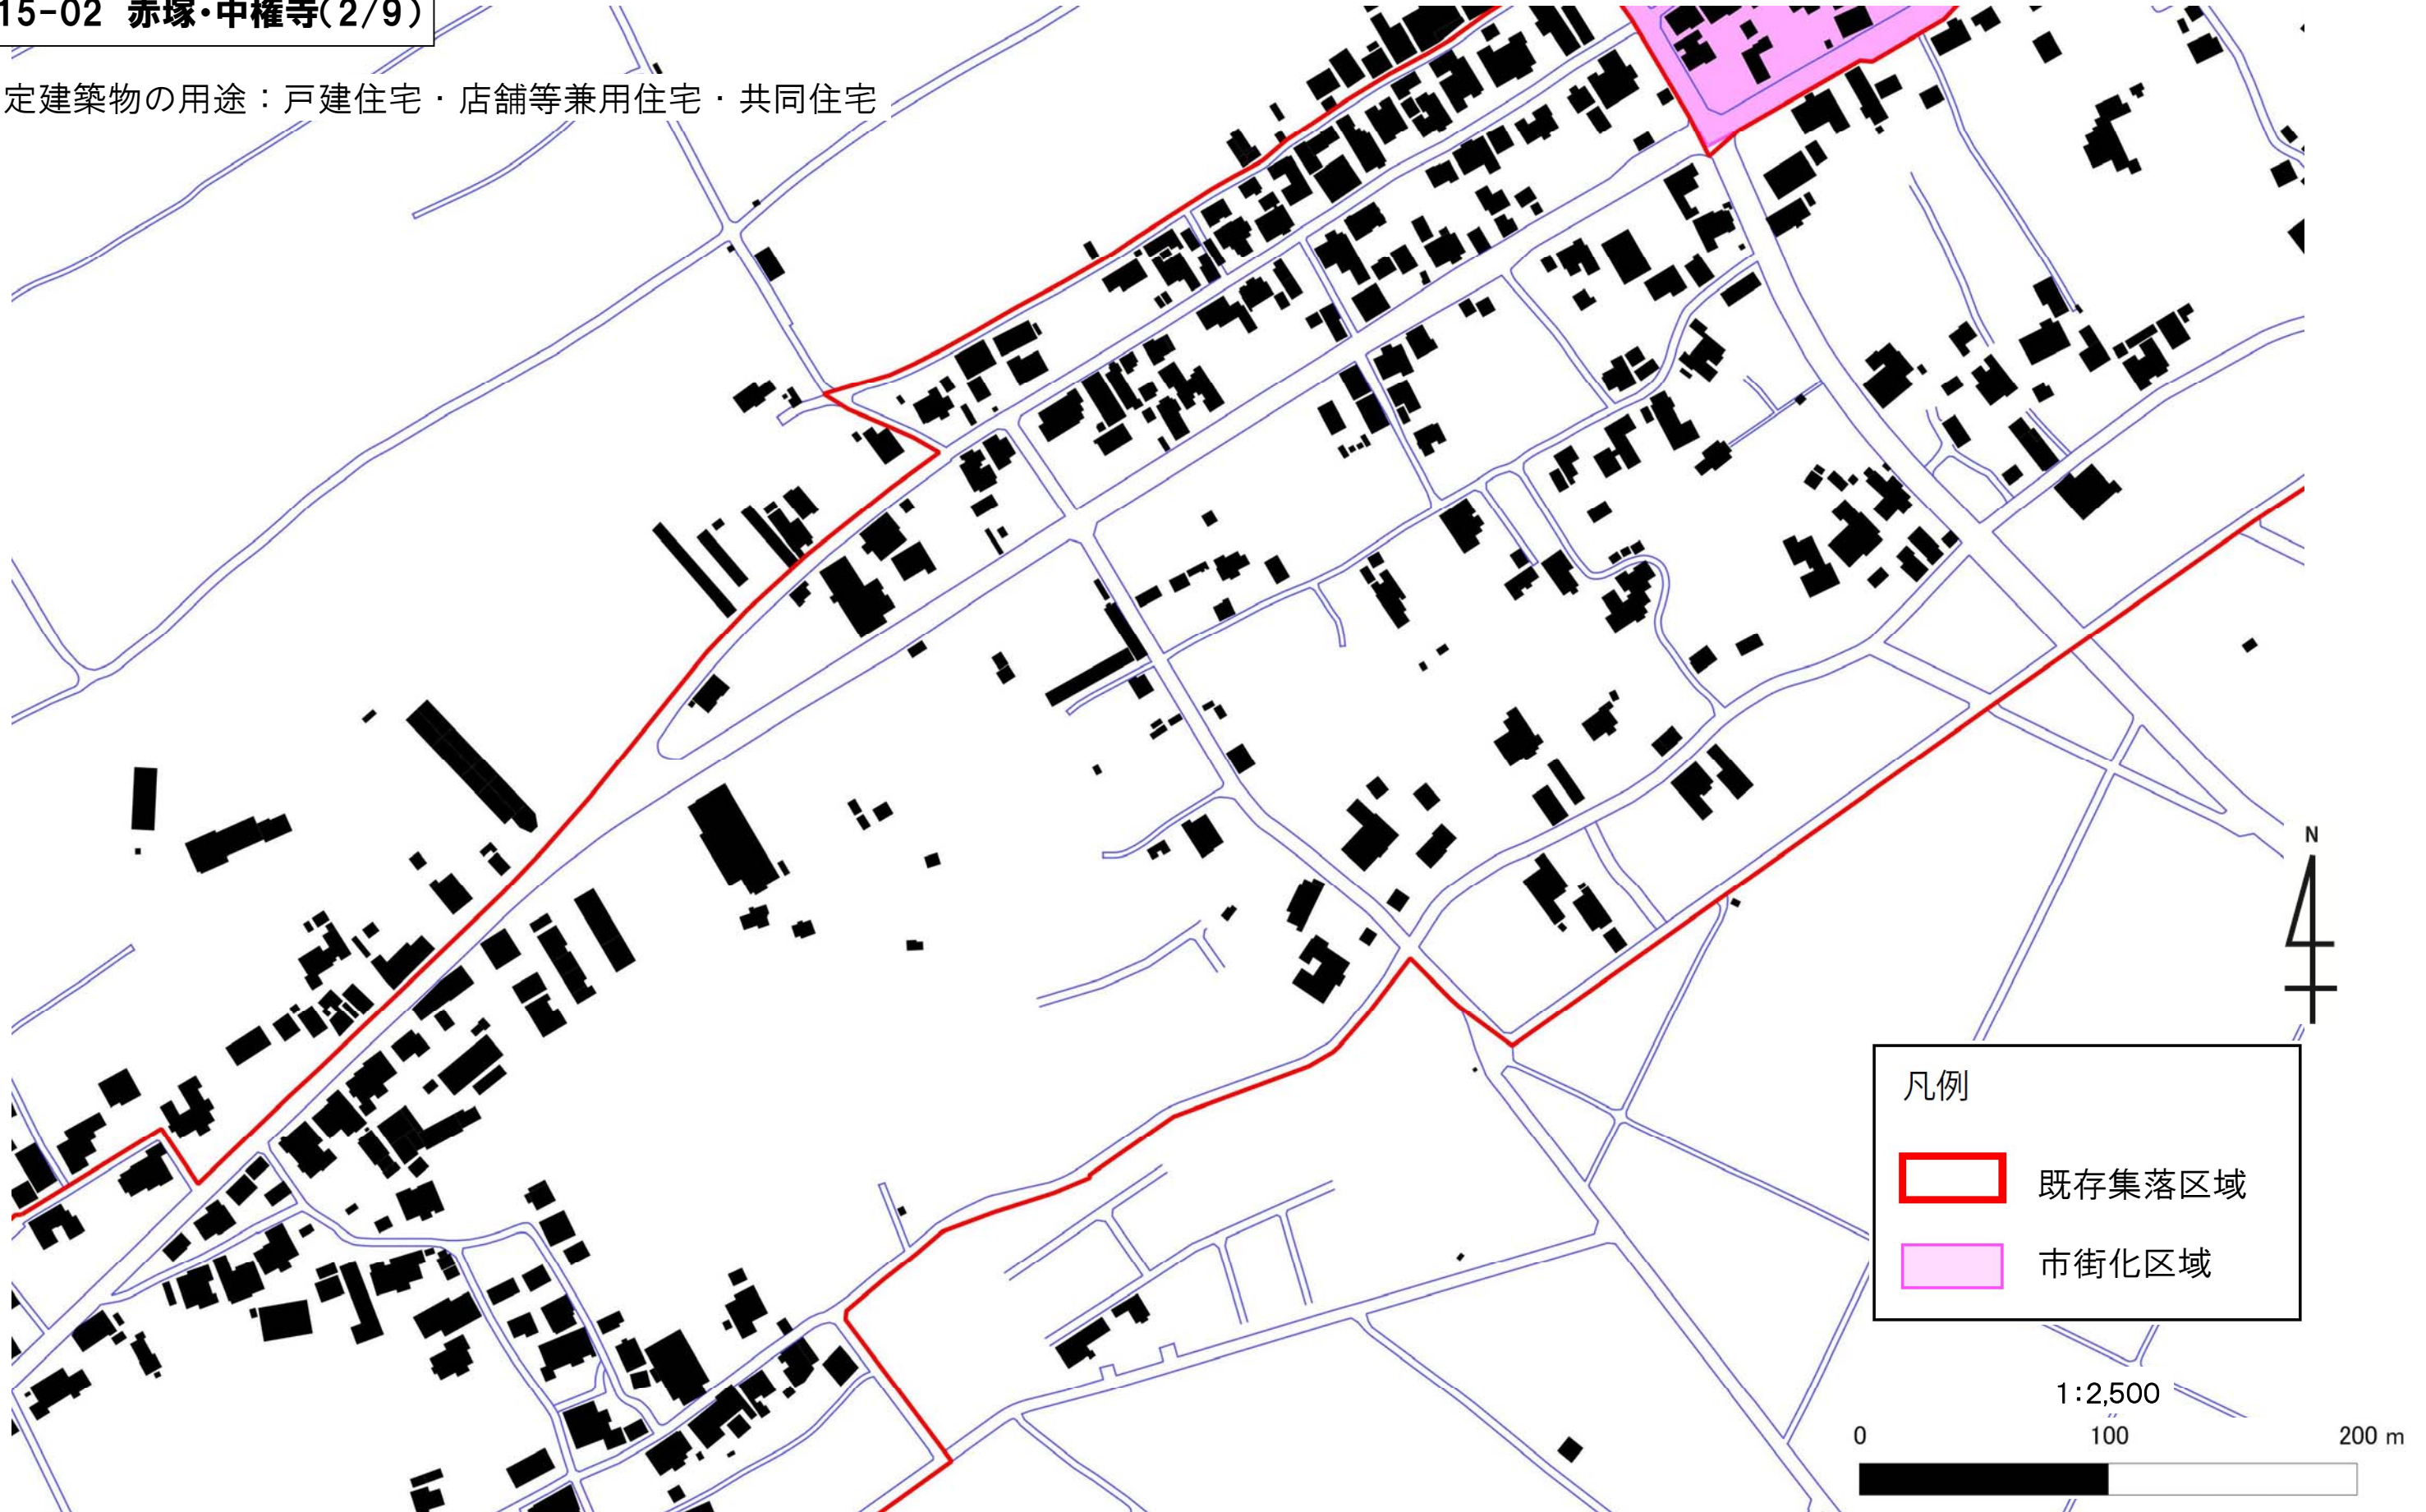 15-02 赤塚・中権寺(2/9)
定建築物の用途：戸建住宅・店舗等兼用住宅・共同住宅
N
凡例
既存集落区域
市街化区域
1:2,500
0 100 200 m